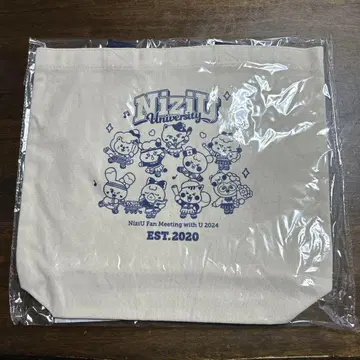 NiziU
University
NiziU Fan Meeting with U 2024
EST.2020